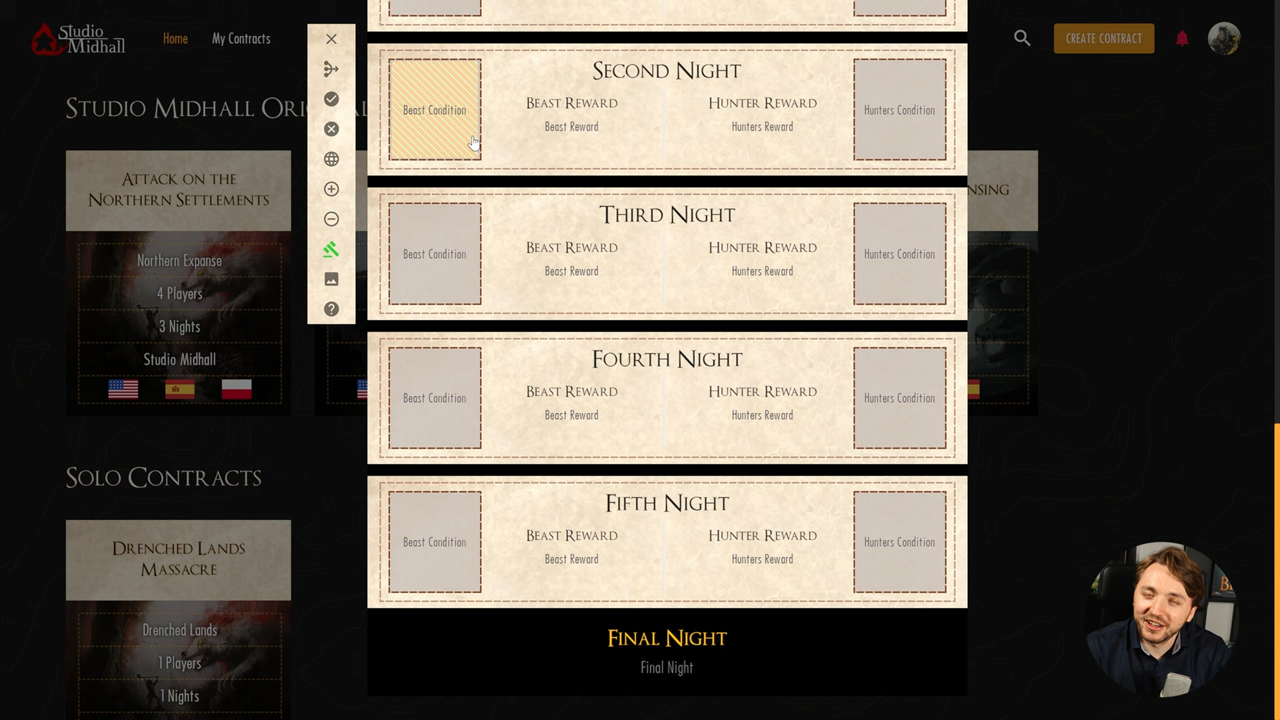 Studio
Midhall
Home
My Contracts
CREATE CONTRACT
STUDIO MIDHALL
ATTACK ON THE
NORTHERN SETTLEMENTS
Northern Expanse
4 Players
3 Nights
Studio Midhall
SOLO CONTRACTS
DRENCHED LANDS
MASSACRE
Drenched Lands
1 Players
1 Nights
SECOND NIGHT
Beast Condition
BEAST REWARD
Beast Reward
HUNTER REWARD
Hunters Reward
Hunters Condition
THIRD NIGHT
Beast Condition
BEAST REWARD
Beast Reward
HUNTER REWARD
Hunters Reward
Hunters Condition
FOURTH NIGHT
Beast Condition
BEAST REWARD
Beast Reward
HUNTER REWARD
Hunters Reward
Hunters Condition
FIFTH NIGHT
Beast Condition
BEAST REWARD
Beast Reward
HUNTER REWARD
Hunters Reward
Hunters Condition
FINAL NIGHT
Final Night